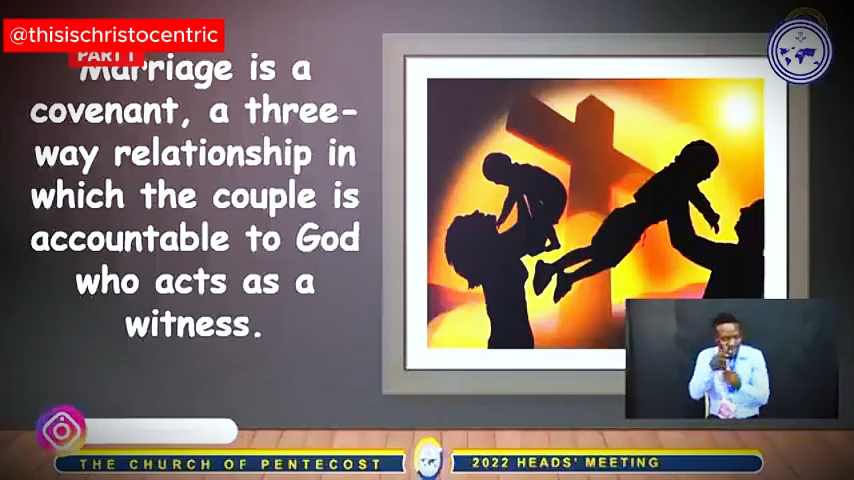 @thisischristocentric
PART 1
Marriage is a
covenant, a three-
way relationship in
which the couple is
accountable to God
who acts as a
witness.
THE CHURCH OF PENTECOST
2022 HEADS' MEETING